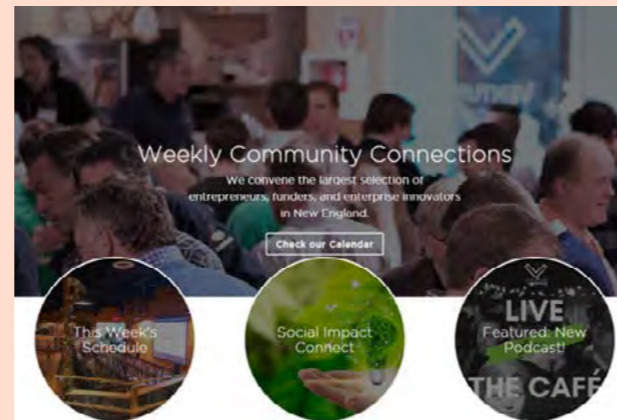 Weekly Community Connections
We convene the largest selection of
entrepreneurs, funders, and enterprise innovators
in New England.
Check our Calendar
This Week's
Schedule
Social Impact
Connect
LIVE
Featured: New
Podcast!
THE CAFÉ